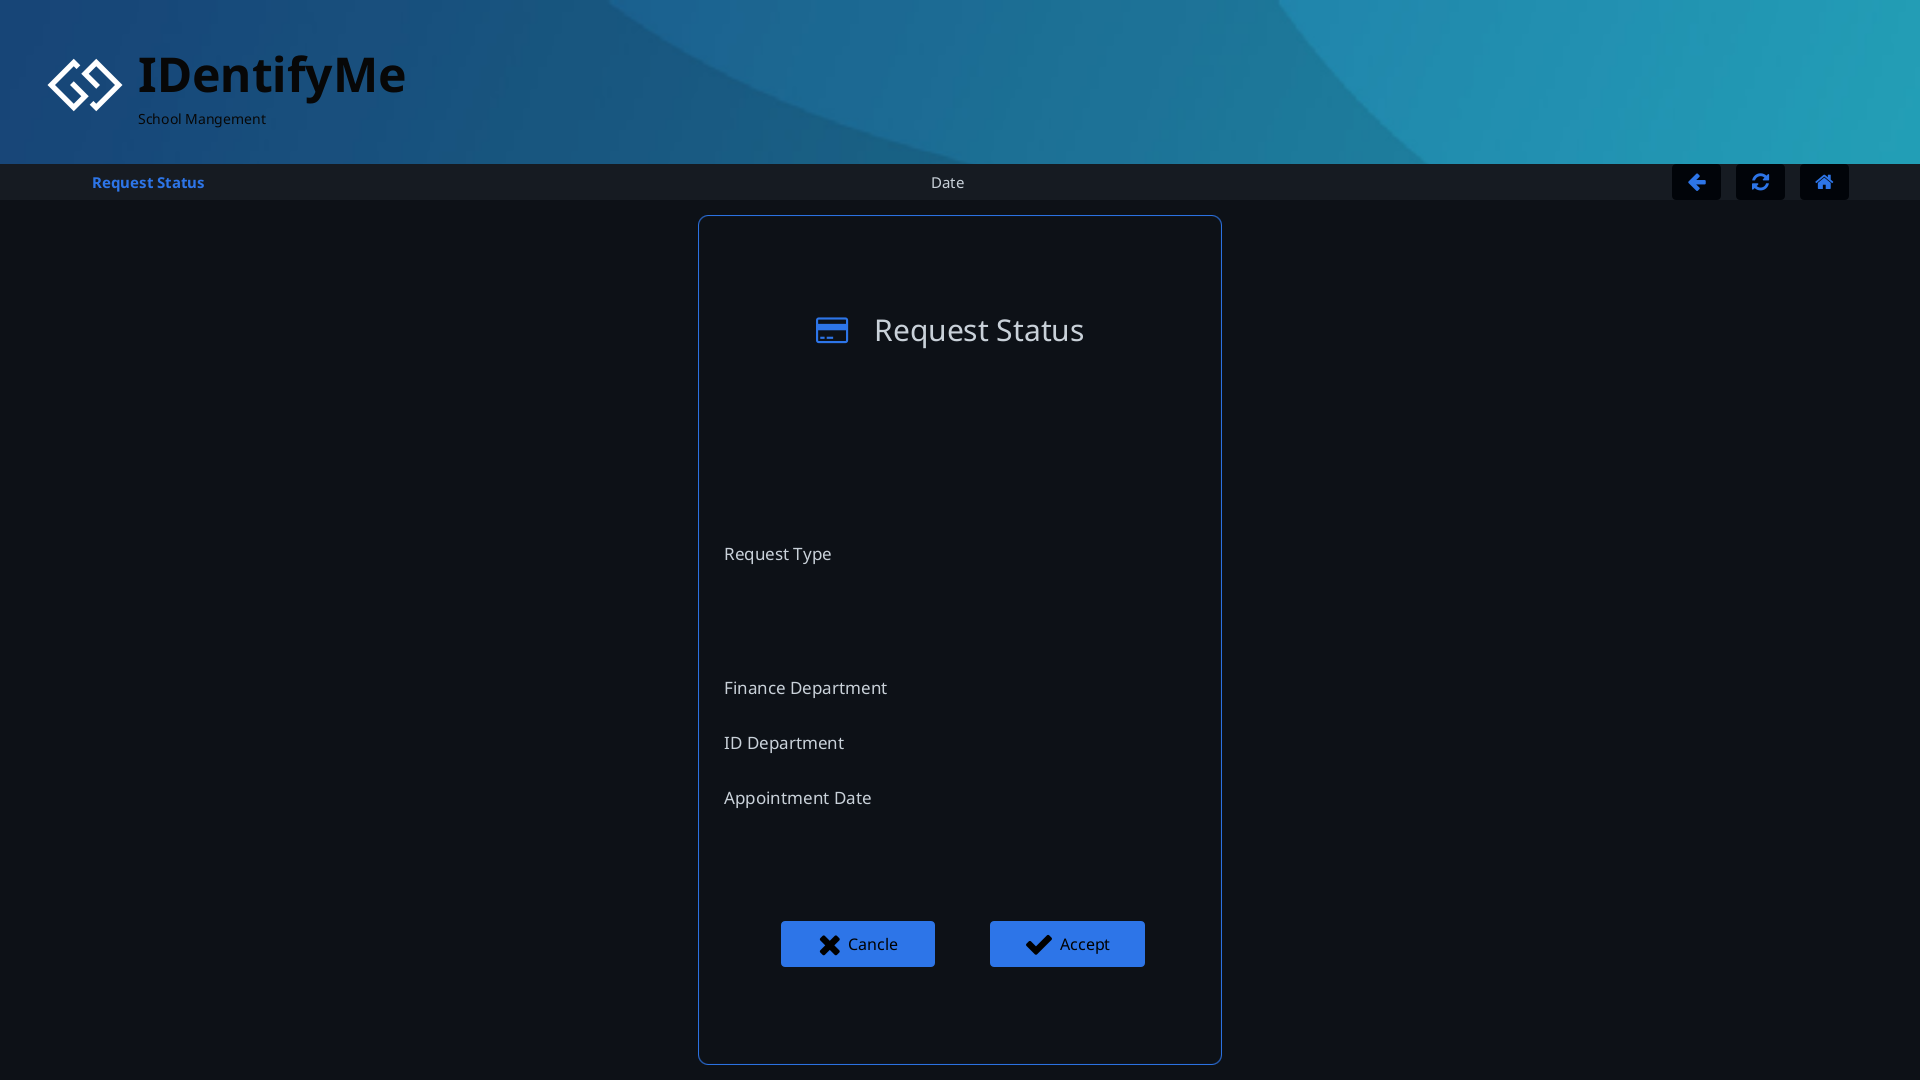 IDentifyMe
School Mangement
Request Status
Date
Request Status
Request Type
Finance Department
ID Department
Appointment Date
Cancle
Accept